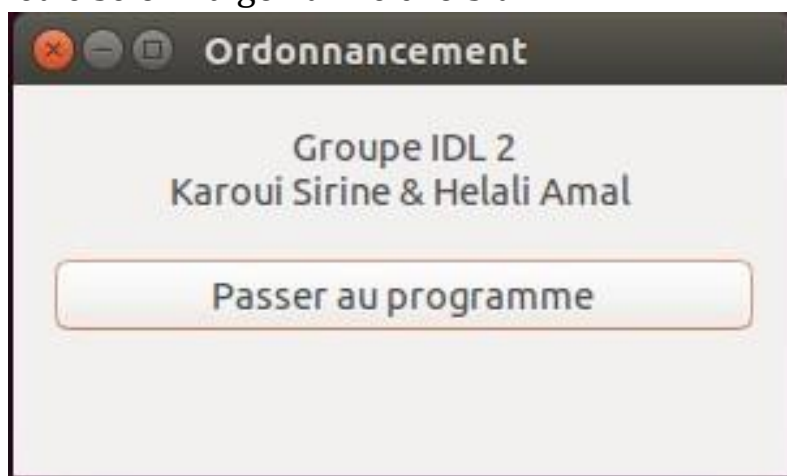 Ordonnancement
Groupe IDL 2
Karoui Sirine & Helali Amal
Passer au programme